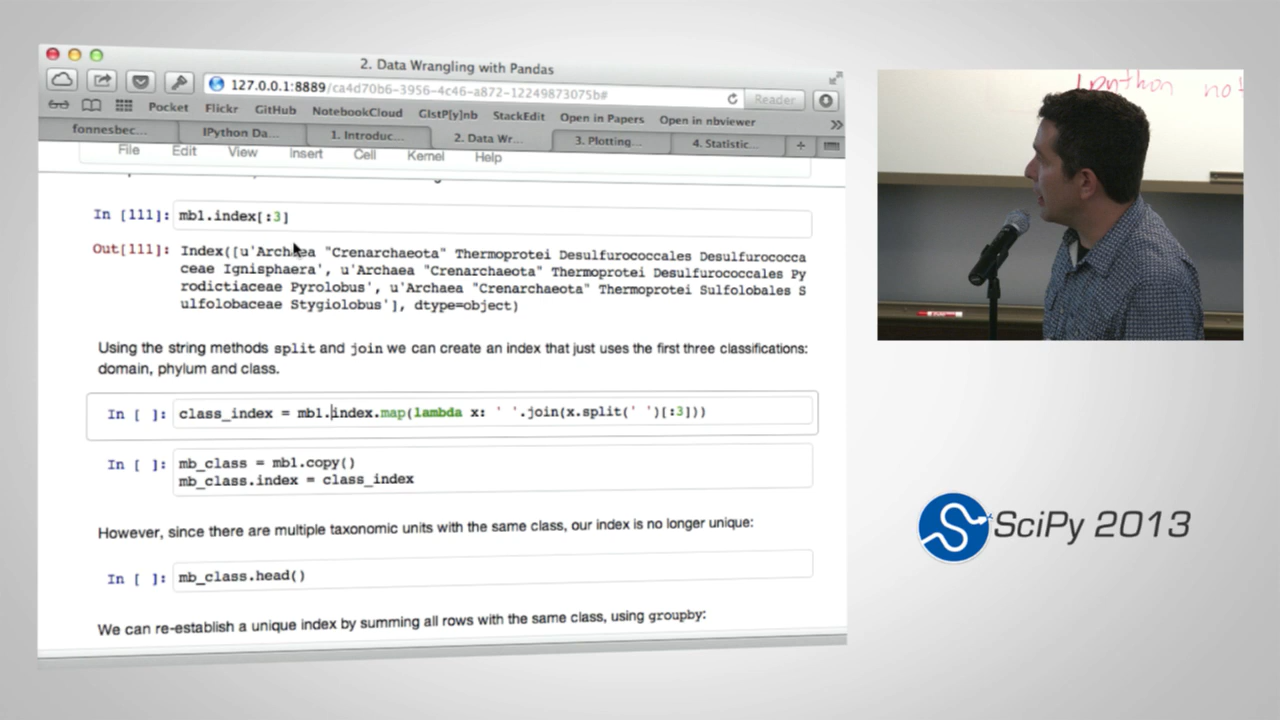 2. Data Wrangling with Pandas
127.0.0.1:8889/ca4d70b6-3956-4c46-a872-12249873075b#
Reader
Pocket Flickr GitHub NotebookCloud GIstP[y]nb StackEdit Open in Papers Open in nbviewer
fonnesbec... IPython Da... 1. Introduc... 2. Data Wr... 3. Plotting... 4. Statistic...
File Edit View Insert Cell Kernel Help
In [111]: mb1.index[:3]
Out[111]: Index([u'Archaea "Crenarchaeota" Thermoprotei Desulfurococcales Desulfurococca
ceae Ignisphaera', u'Archaea "Crenarchaeota" Thermoprotei Desulfurococcales Py
rodictiaceae Pyrolobus', u'Archaea "Crenarchaeota" Thermoprotei Sulfolobales S
ulfolobaceae Stygiolobus'], dtype=object)
Using the string methods split and join we can create an index that just uses the first three classifications:
domain, phylum and class.
In [ ]: class_index = mb1.index.map(lambda x: ' '.join(x.split(' ')[:3]))
In [ ]: mb_class = mb1.copy()
mb_class.index = class_index
However, since there are multiple taxonomic units with the same class, our index is no longer unique:
In [ ]: mb_class.head()
We can re-establish a unique index by summing all rows with the same class, using groupby:
ipython not
SciPy 2013